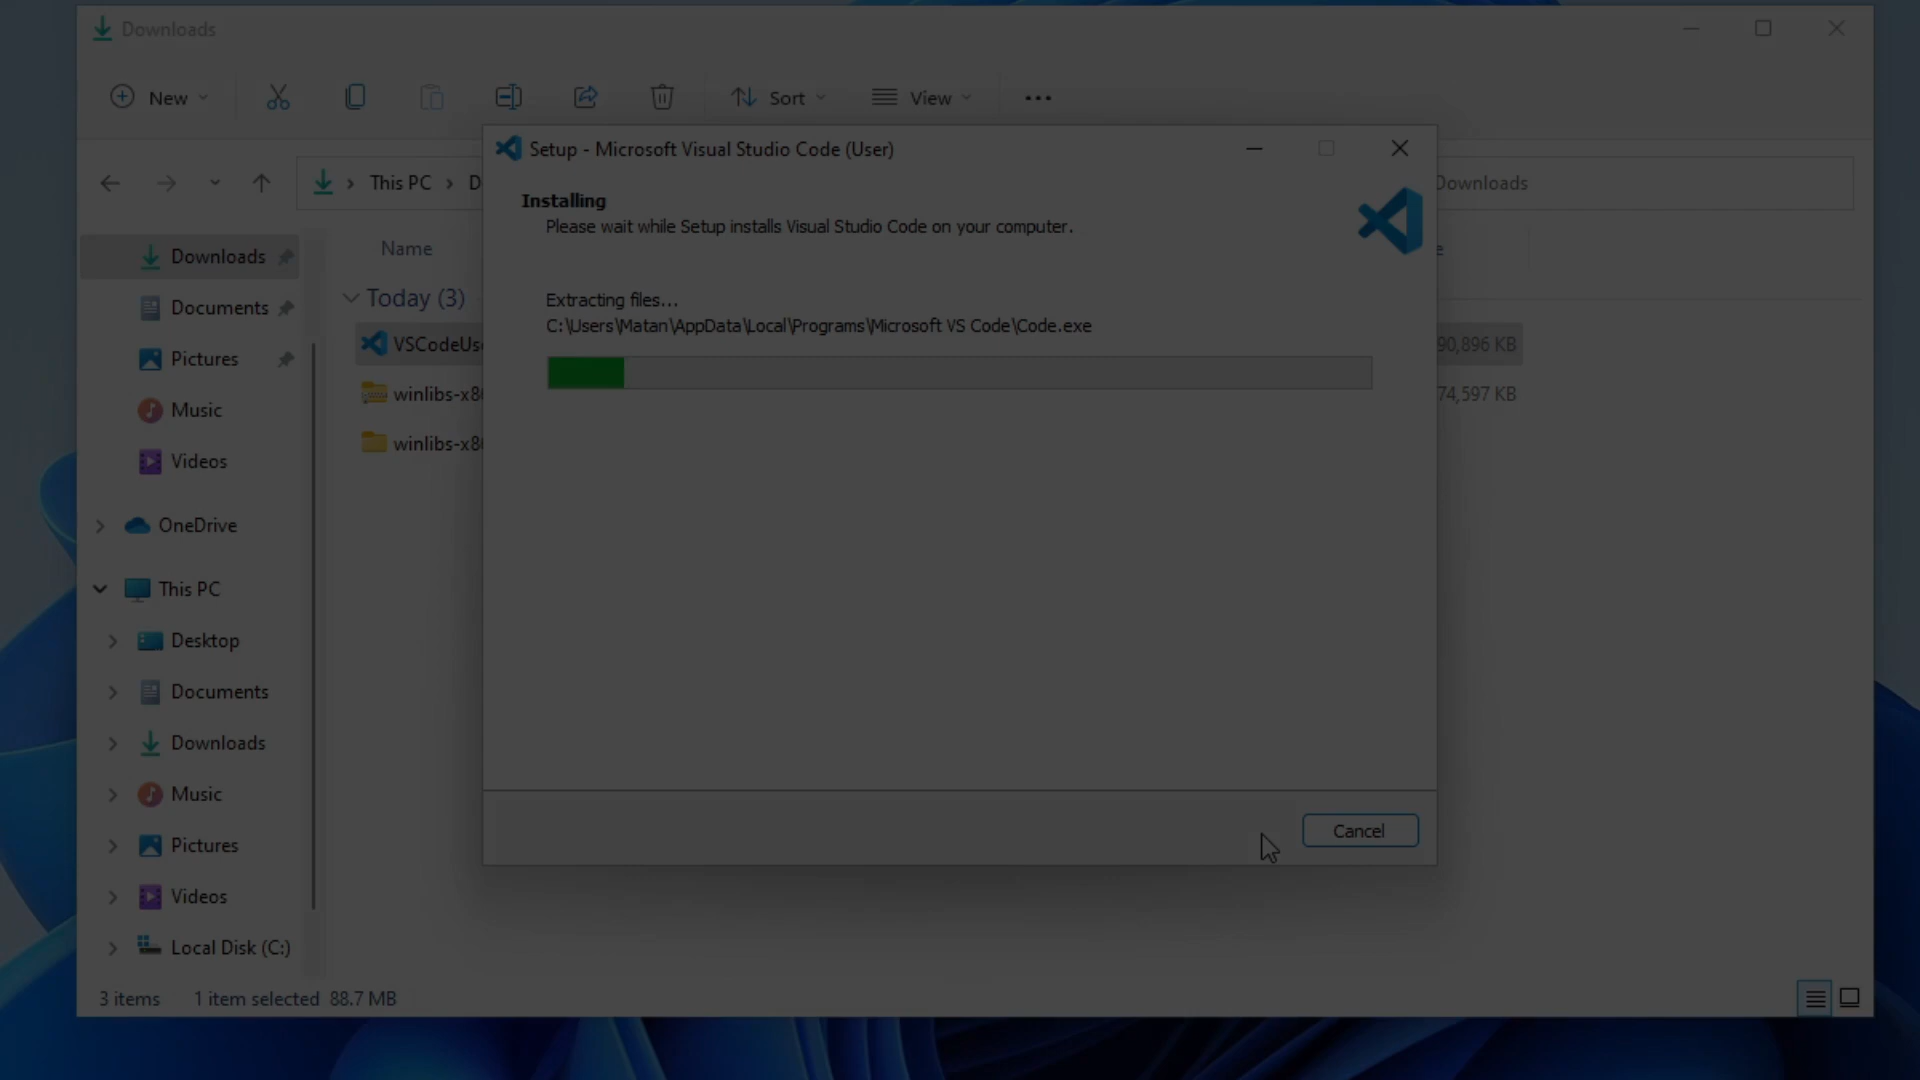 Downloads
New
Sort
View
Setup - Microsoft Visual Studio Code (User)
This PC
D
Downloads
Installing
Please wait while Setup installs Visual Studio Code on your computer.
Name
e
Downloads
Documents
Pictures
Music
Videos
OneDrive
This PC
Desktop
Documents
Downloads
Music
Pictures
Videos
Local Disk (C:)
Today (3)
VSCodeUse
90,896 KB
winlibs-x86
74,597 KB
winlibs-x86
Extracting files...
C:\Users\Matan\AppData\Local\Programs\Microsoft VS Code\Code.exe
Cancel
3 items
1 item selected 88.7 MB